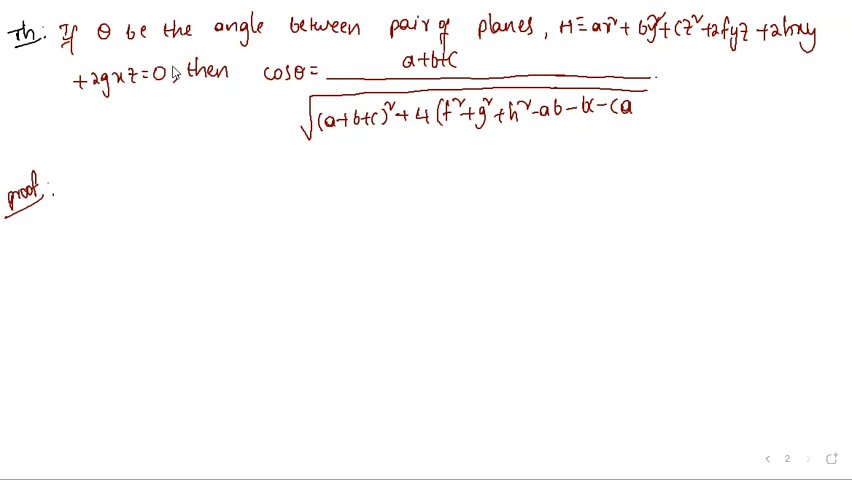 Th: If θ be the angle between pair of planes, H≡ax²+by²+cz²+2fyz+2hxy
+2gxz=0, then cosθ= a+b+c
√(a+b+c)²+4(f²+g²+h²-ab-bc-ca
proof:
2